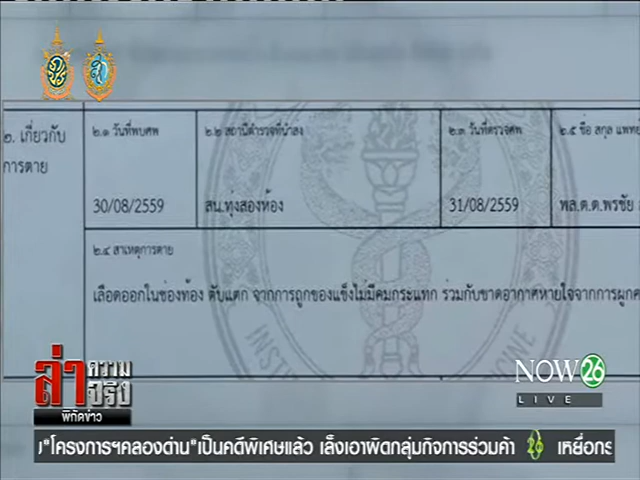 ๒. เกี่ยวกับ
การตาย
๒.๑ วันที่พบศพ
๒.๒ สถานีตำรวจที่นำส่ง
๒.๓ วันที่ตรวจศพ
๒.๕ ชื่อ สกุล แพทย์
30/08/2559
สน.ทุ่งสองห้อง
31/08/2559
พล.ต.ต.พรชัย
๒.๔ สาเหตุการตาย
เลือดออกในช่องท้อง ตับแตก จากการถูกของแข็งไม่มีคมกระแทก ร่วมกับขาดอากาศหายใจจากการผูกค
INST
ล่าความจริง
พิกัดข่าว
NOW26
LIVE
ม"โครงการฯคลองด่าน"เป็นคดีพิเศษแล้ว เล็งเอาผิดกลุ่มกิจการร่วมค้า 26 เหยื่อกร